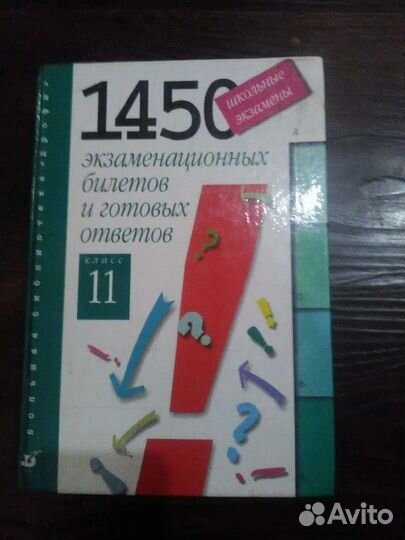 1450
школьные
экзамены
экзаменационных
билетов
и готовых
ответов
класс
11
большая библиотека «дрофы»
Avito